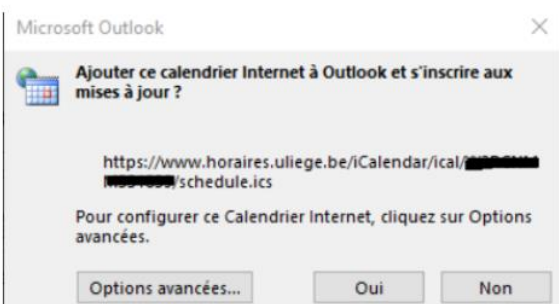 Microsoft Outlook
Ajouter ce calendrier Internet à Outlook et s'inscrire aux
mises à jour ?
https://www.horaires.uliege.be/iCalendar/ical/
/schedule.ics
Pour configurer ce Calendrier Internet, cliquez sur Options
avancées.
Options avancées... Oui Non